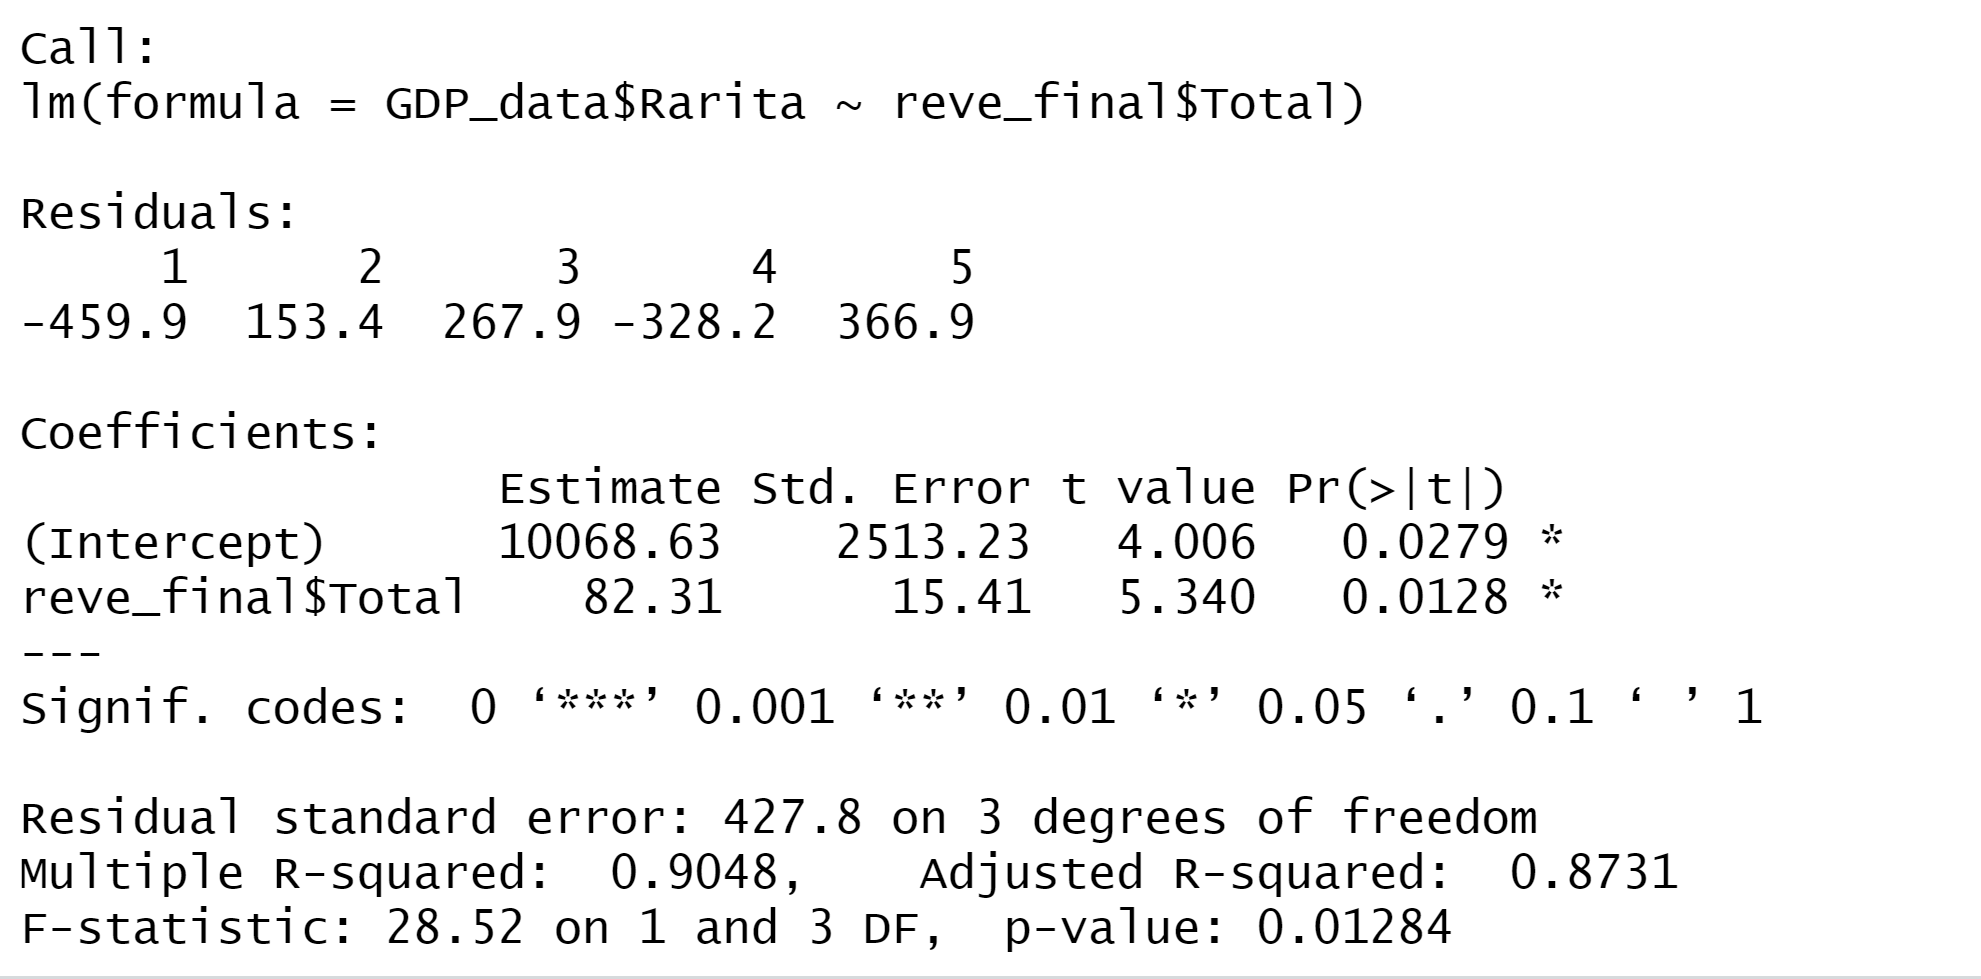 Call:
lm(formula = GDP_data$Rarita ~ reve_final$Total)
Residuals:
     1      2      3      4      5
-459.9  153.4  267.9 -328.2  366.9
Coefficients:
                 Estimate Std. Error t value Pr(>|t|)
(Intercept)      10068.63    2513.23   4.006   0.0279 *
reve_final$Total    82.31      15.41   5.340   0.0128 *
---
Signif. codes:  0 ‘***’ 0.001 ‘**’ 0.01 ‘*’ 0.05 ‘.’ 0.1 ‘ ’ 1
Residual standard error: 427.8 on 3 degrees of freedom
Multiple R-squared:  0.9048,    Adjusted R-squared:  0.8731
F-statistic: 28.52 on 1 and 3 DF,  p-value: 0.01284